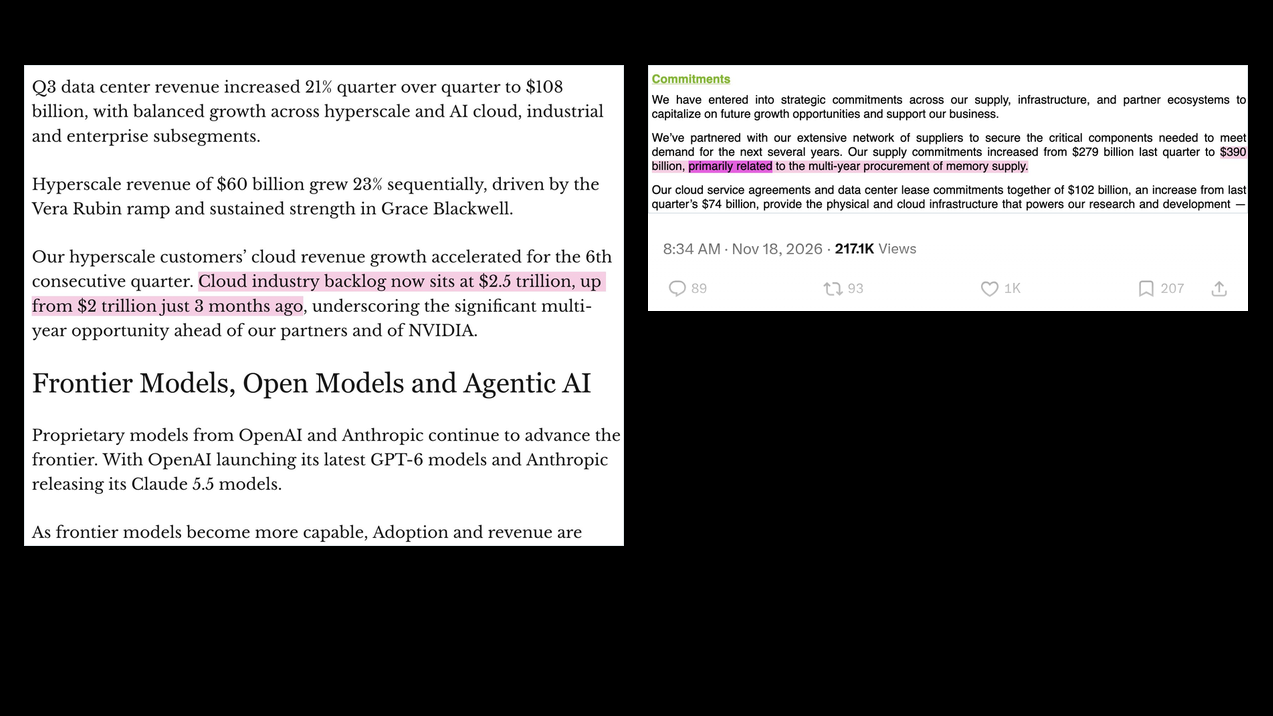 Q3 data center revenue increased 21% quarter over quarter to $108
billion, with balanced growth across hyperscale and AI cloud, industrial
and enterprise subsegments.
Hyperscale revenue of $60 billion grew 23% sequentially, driven by the
Vera Rubin ramp and sustained strength in Grace Blackwell.
Our hyperscale customers’ cloud revenue growth accelerated for the 6th
consecutive quarter. Cloud industry backlog now sits at $2.5 trillion, up
from $2 trillion just 3 months ago, underscoring the significant multi-
year opportunity ahead of our partners and of NVIDIA.
Frontier Models, Open Models and Agentic AI
Proprietary models from OpenAI and Anthropic continue to advance the
frontier. With OpenAI launching its latest GPT-6 models and Anthropic
releasing its Claude 5.5 models.
As frontier models become more capable, Adoption and revenue are
Commitments
We have entered into strategic commitments across our supply, infrastructure, and partner ecosystems to
capitalize on future growth opportunities and support our business.
We’ve partnered with our extensive network of suppliers to secure the critical components needed to meet
demand for the next several years. Our supply commitments increased from $279 billion last quarter to $390
billion, primarily related to the multi-year procurement of memory supply.
Our cloud service agreements and data center lease commitments together of $102 billion, an increase from last
quarter’s $74 billion, provide the physical and cloud infrastructure that powers our research and development —
8:34 AM · Nov 18, 2026 · 217.1K Views
89 93 1K 207